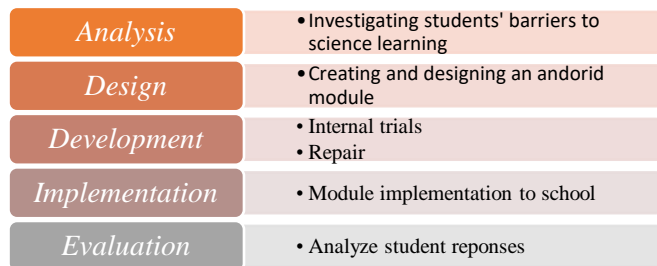 Analysis
•Investigating students' barriers to
science learning
Design
•Creating and designing an andorid
module
Development
• Internal trials
• Repair
Implementation
• Module implementation to school
Evaluation
• Analyze student reponses